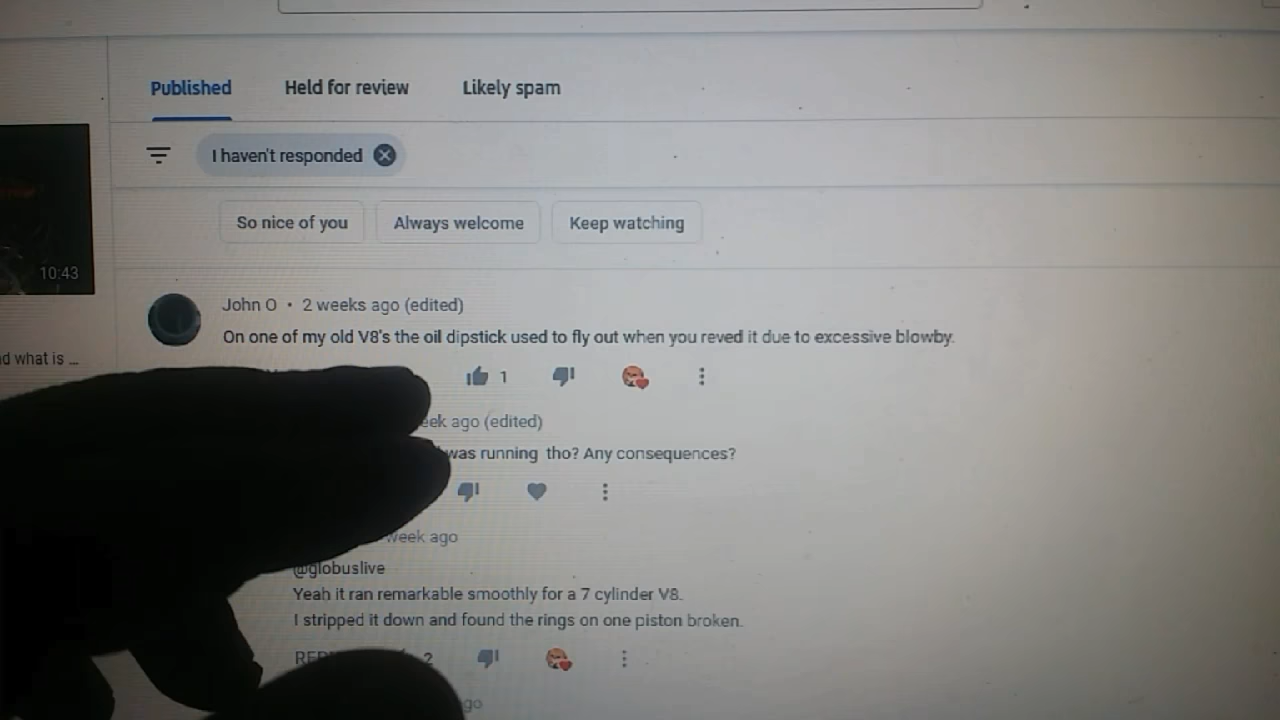 Published Held for review Likely spam
I haven't responded
So nice of you Always welcome Keep watching
10:43
John O • 2 weeks ago (edited)
On one of my old V8's the oil dipstick used to fly out when you reved it due to excessive blowby.
what is ...
1
ago (edited)
was running tho? Any consequences?
week ago
@globuslive
Yeah it ran remarkable smoothly for a 7 cylinder V8.
I stripped it down and found the rings on one piston broken.
2